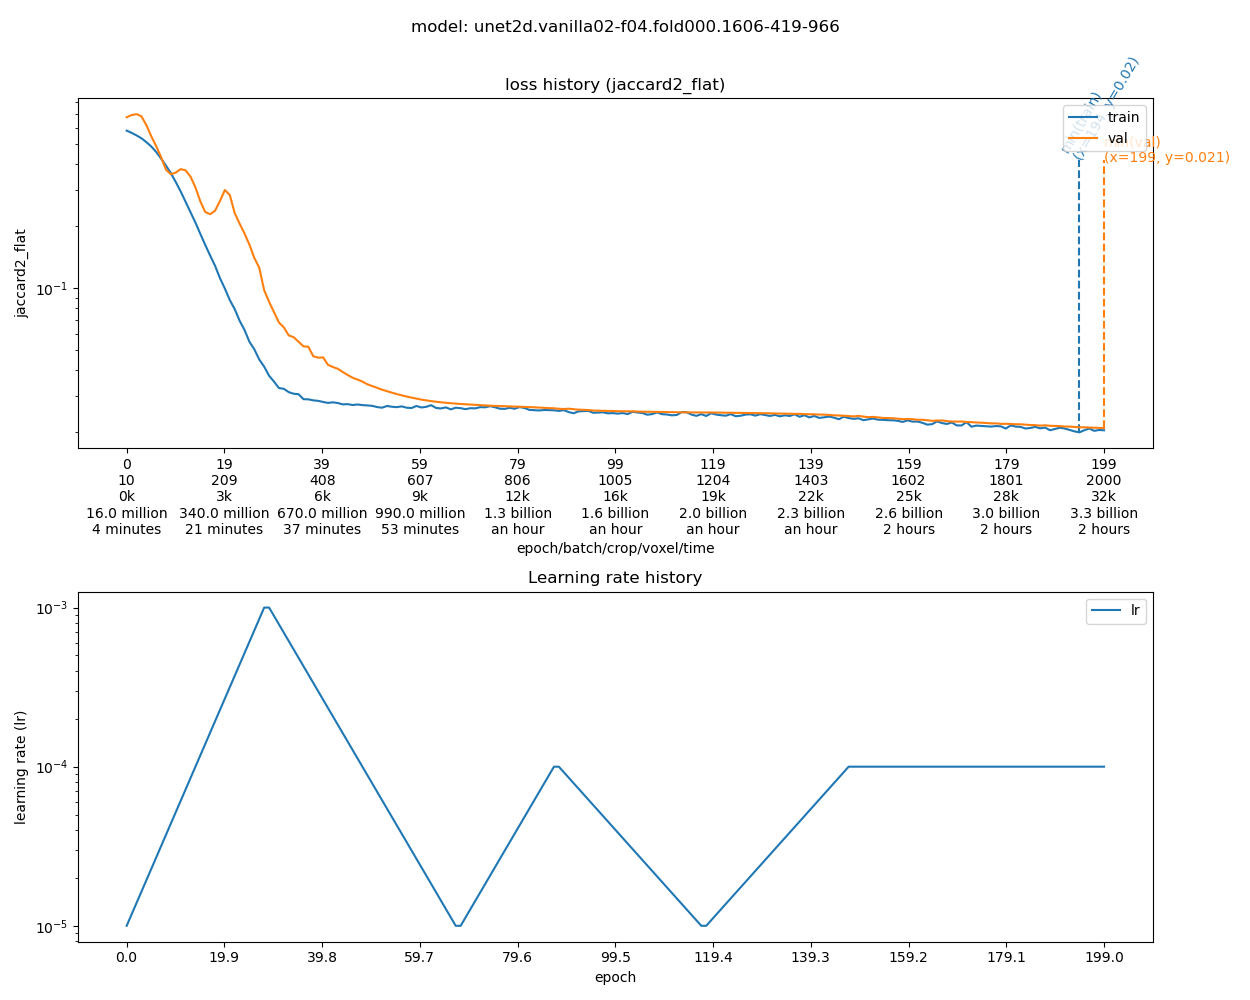 model: unet2d.vanilla02-f04.fold000.1606-419-966
loss history (jaccard2_flat)
train
val
min(train)
(x=194, y=0.02)
min(val)
(x=199, y=0.021)
jaccard2_flat
10⁻¹
0 19 39 59 79 99 119 139 159 179 199
10 209 408 607 806 1005 1204 1403 1602 1801 2000
0k 3k 6k 9k 12k 16k 19k 22k 25k 28k 32k
16.0 million 340.0 million 670.0 million 990.0 million 1.3 billion 1.6 billion 2.0 billion 2.3 billion 2.6 billion 3.0 billion 3.3 billion
4 minutes 21 minutes 37 minutes 53 minutes an hour an hour an hour an hour 2 hours 2 hours 2 hours
epoch/batch/crop/voxel/time
Learning rate history
lr
learning rate (lr)
10⁻³
10⁻⁴
10⁻⁵
0.0 19.9 39.8 59.7 79.6 99.5 119.4 139.3 159.2 179.1 199.0
epoch